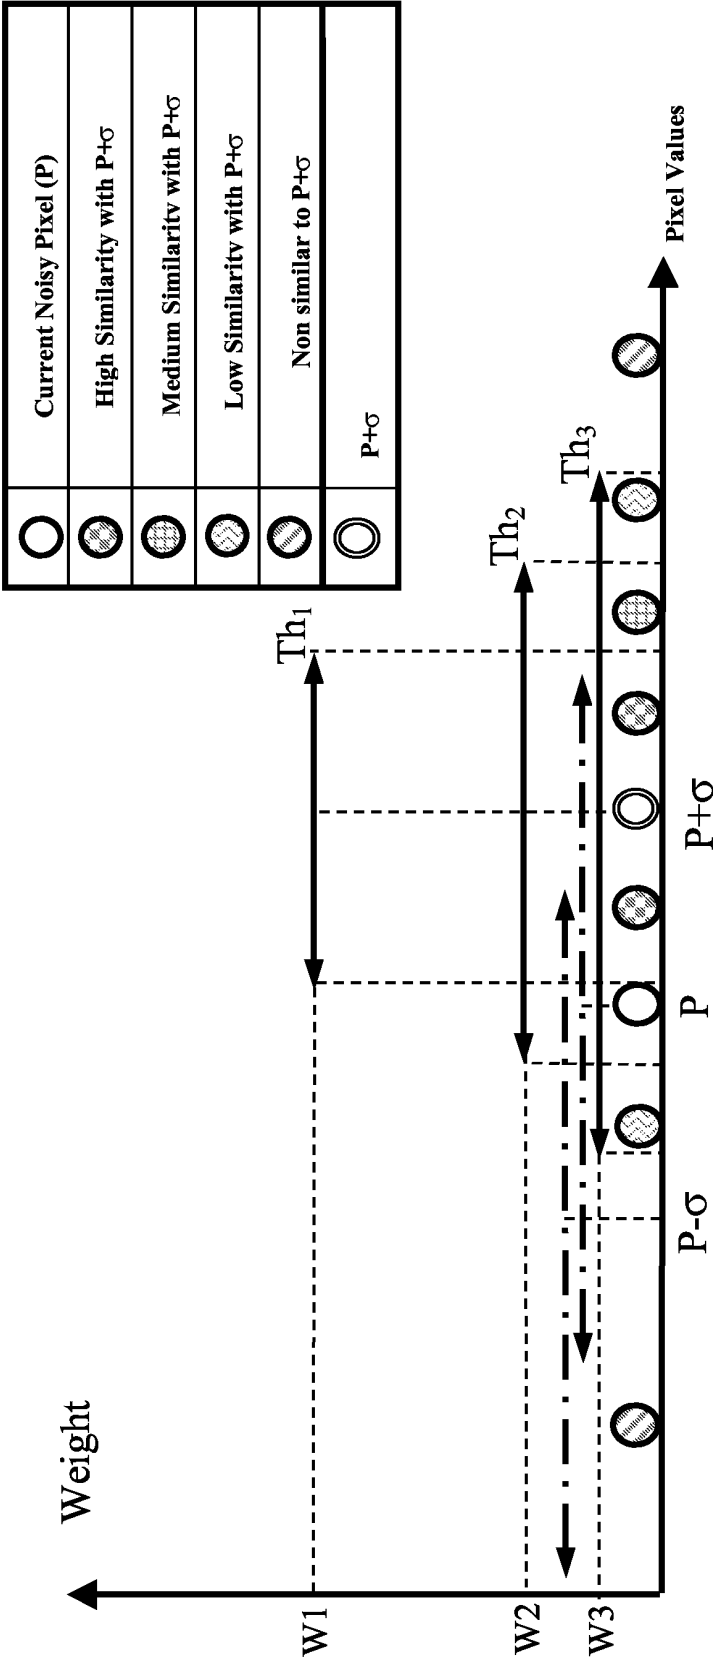 Current Noisy Pixel (P)
High Similarity with P+σ
Medium Similarity with P+σ
Low Similarity with P+σ
Non similar to P+σ
P+σ
Weight
W1
W2
W3
Th1
Th2
Th3
P-σ
P
P+σ
Pixel Values